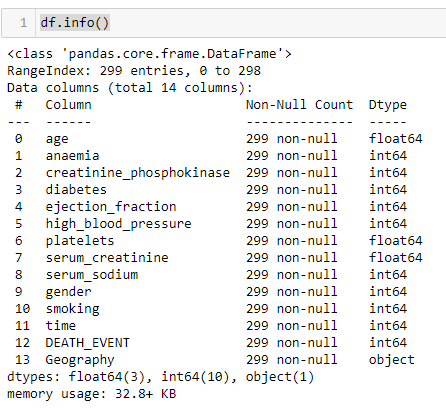 1 df.info()
<class 'pandas.core.frame.DataFrame'>
RangeIndex: 299 entries, 0 to 298
Data columns (total 14 columns):
 #   Column                    Non-Null Count  Dtype
---  ------                    --------------  -----
 0   age                       299 non-null    float64
 1   anaemia                   299 non-null    int64
 2   creatinine_phosphokinase  299 non-null    int64
 3   diabetes                  299 non-null    int64
 4   ejection_fraction         299 non-null    int64
 5   high_blood_pressure       299 non-null    int64
 6   platelets                 299 non-null    float64
 7   serum_creatinine          299 non-null    float64
 8   serum_sodium              299 non-null    int64
 9   gender                    299 non-null    int64
 10  smoking                   299 non-null    int64
 11  time                      299 non-null    int64
 12  DEATH_EVENT               299 non-null    int64
 13  Geography                 299 non-null    object
dtypes: float64(3), int64(10), object(1)
memory usage: 32.8+ KB